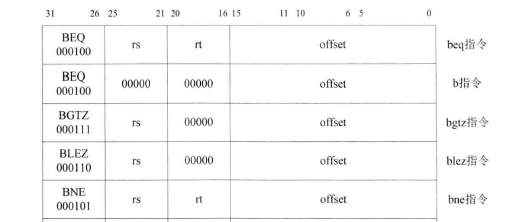 31 26 25 21 20 16 15 11 10 6 5 0
BEQ
000100 rs rt offset beq指令
BEQ
000100 00000 00000 offset b指令
BGTZ
000111 rs 00000 offset bgtz指令
BLEZ
000110 rs 00000 offset blez指令
BNE
000101 rs rt offset bne指令